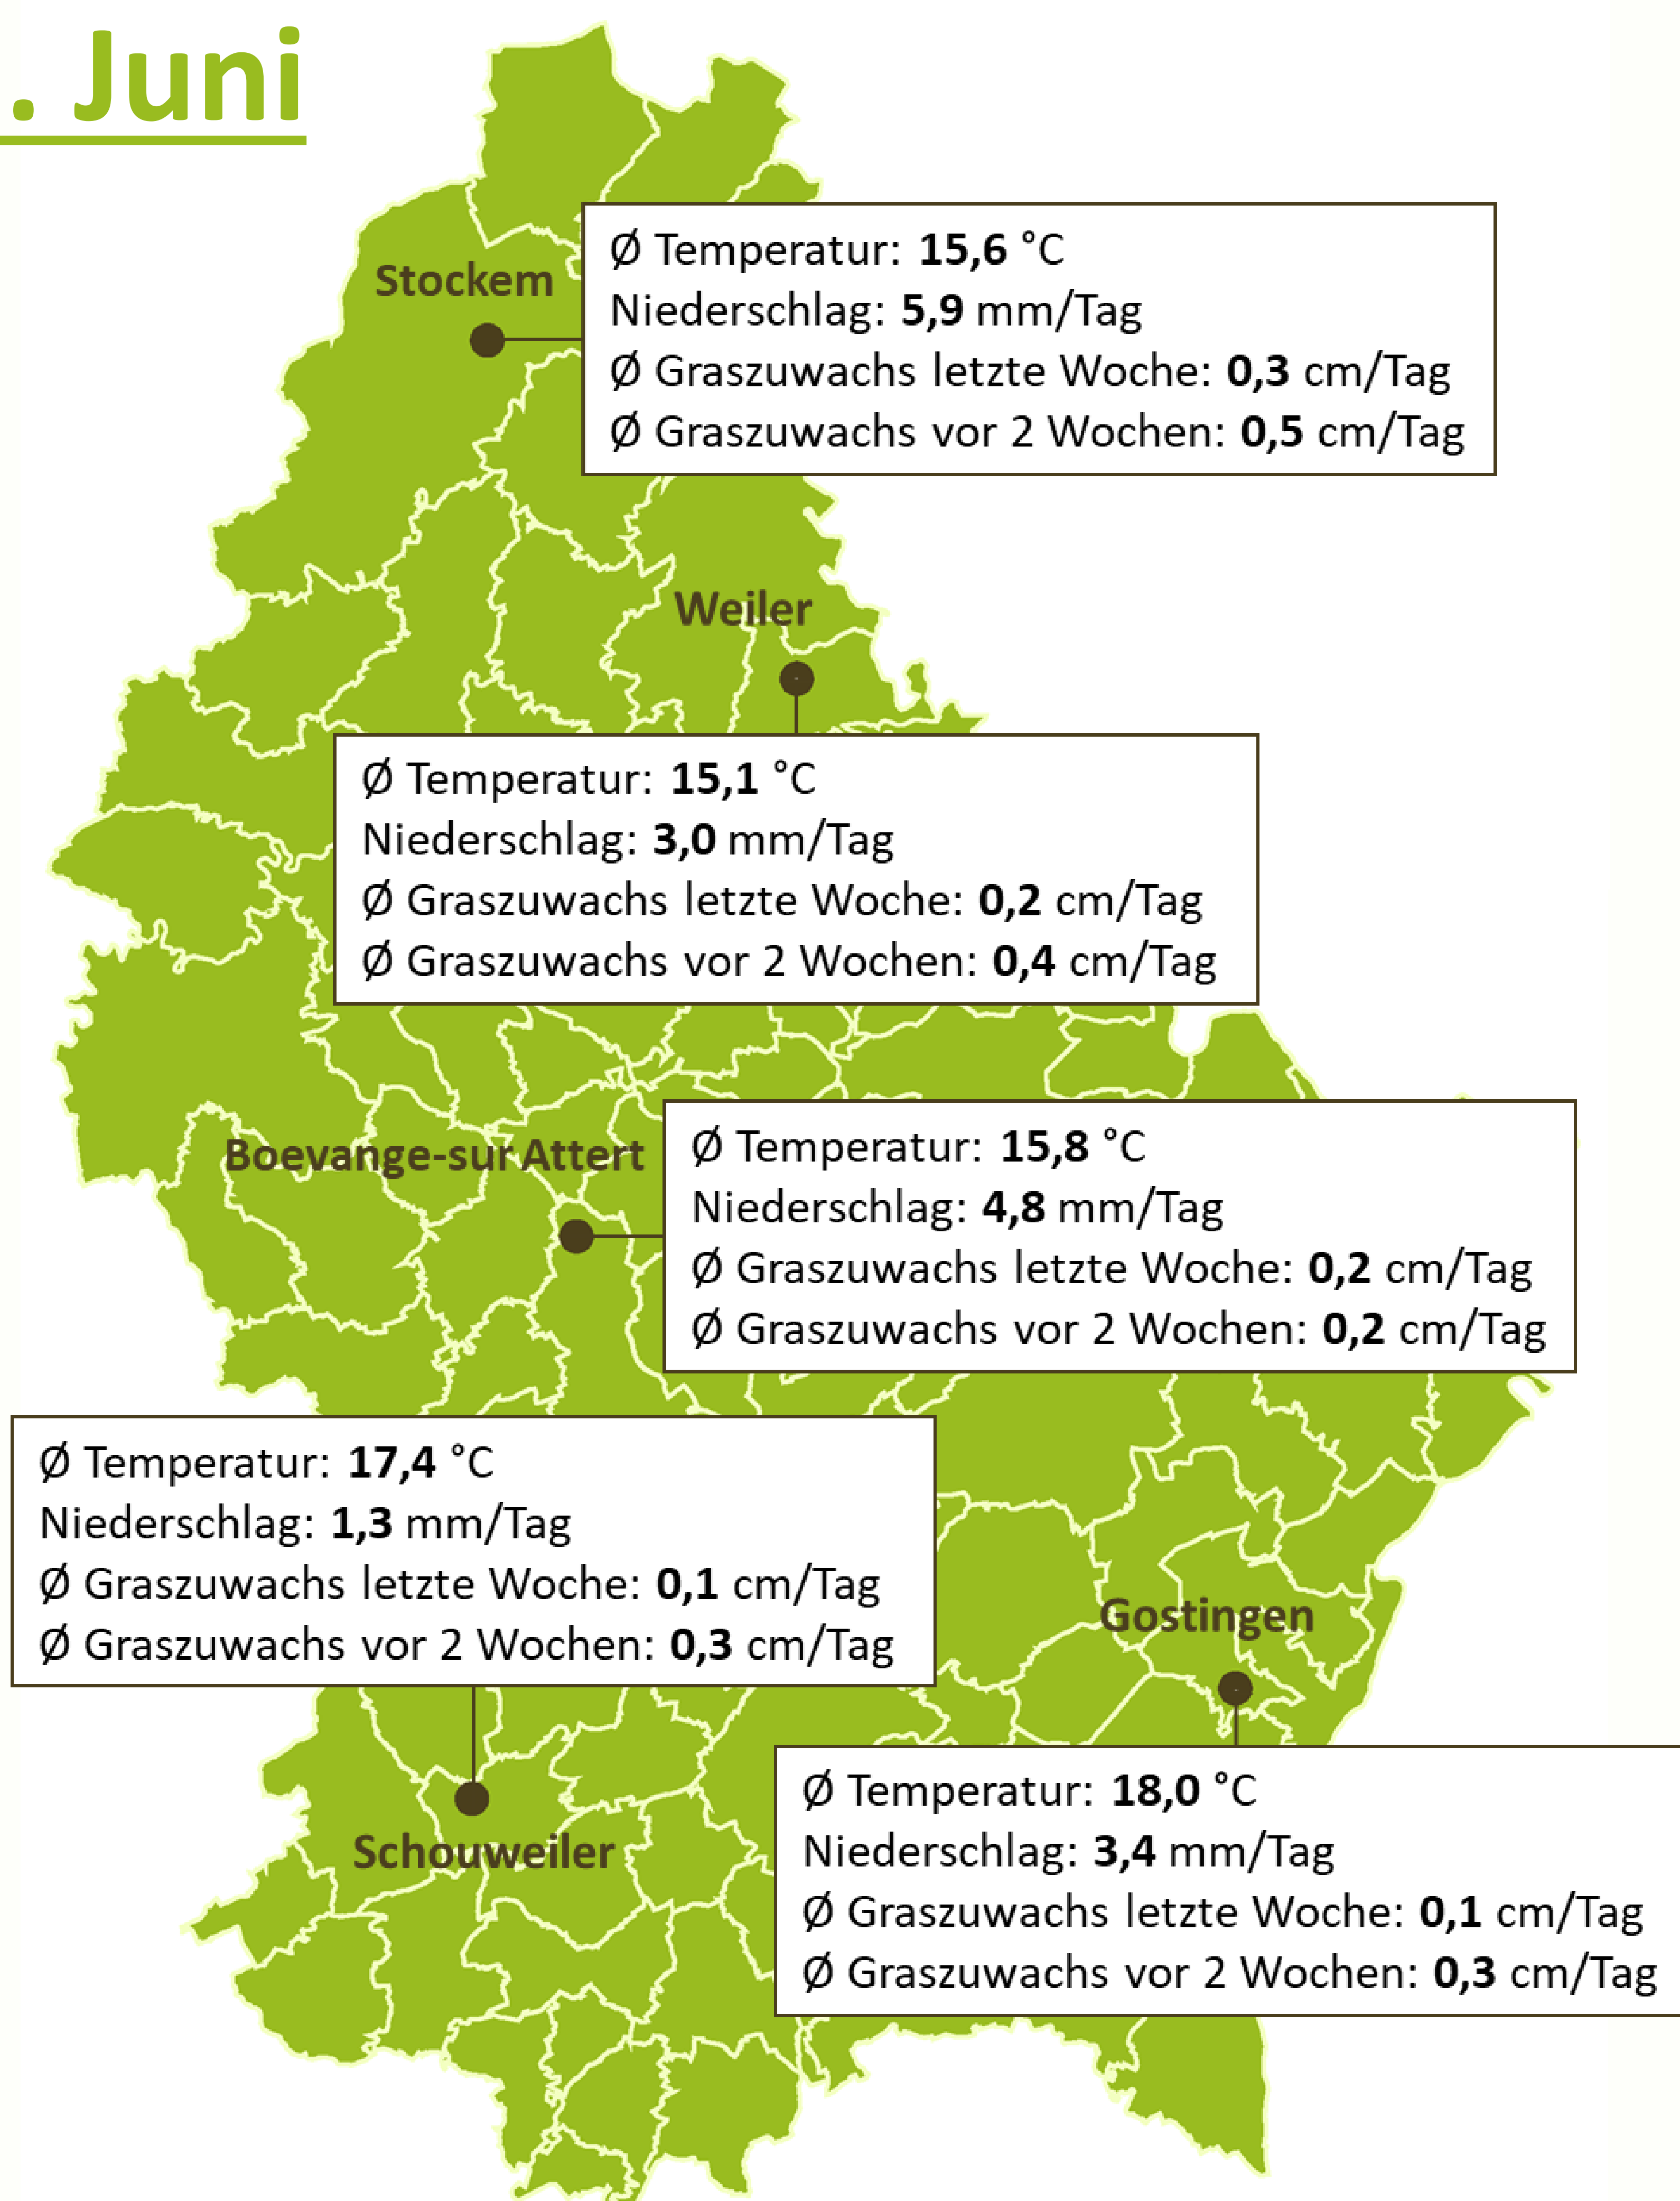 . Juni
Stockem
Ø Temperatur: 15,6 °C
Niederschlag: 5,9 mm/Tag
Ø Graszuwachs letzte Woche: 0,3 cm/Tag
Ø Graszuwachs vor 2 Wochen: 0,5 cm/Tag
Weiler
Ø Temperatur: 15,1 °C
Niederschlag: 3,0 mm/Tag
Ø Graszuwachs letzte Woche: 0,2 cm/Tag
Ø Graszuwachs vor 2 Wochen: 0,4 cm/Tag
Boevange-sur Attert
Ø Temperatur: 15,8 °C
Niederschlag: 4,8 mm/Tag
Ø Graszuwachs letzte Woche: 0,2 cm/Tag
Ø Graszuwachs vor 2 Wochen: 0,2 cm/Tag
Ø Temperatur: 17,4 °C
Niederschlag: 1,3 mm/Tag
Ø Graszuwachs letzte Woche: 0,1 cm/Tag
Ø Graszuwachs vor 2 Wochen: 0,3 cm/Tag
Schouweiler
Gostingen
Ø Temperatur: 18,0 °C
Niederschlag: 3,4 mm/Tag
Ø Graszuwachs letzte Woche: 0,1 cm/Tag
Ø Graszuwachs vor 2 Wochen: 0,3 cm/Tag